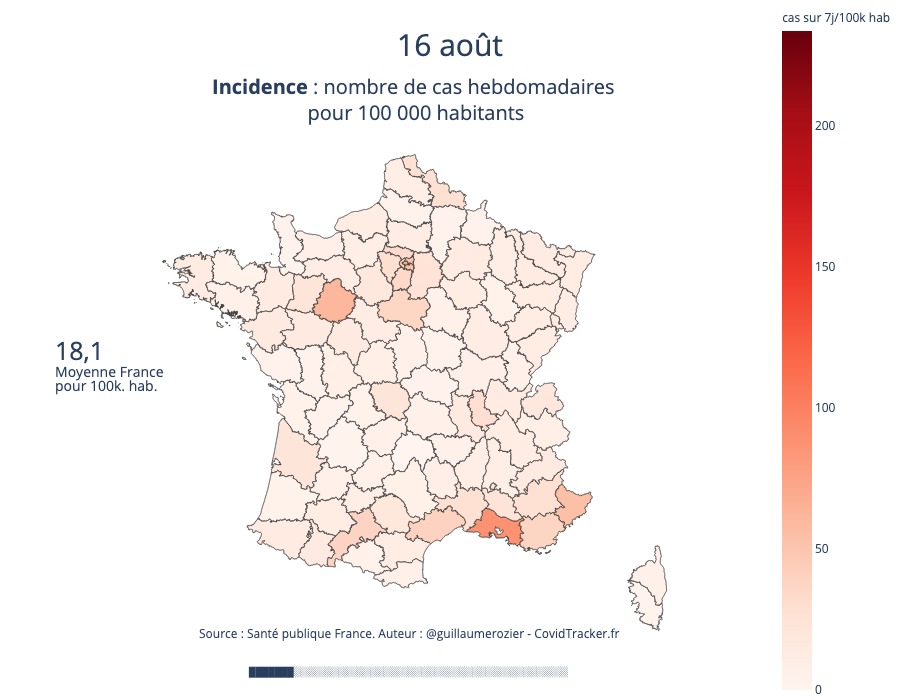 cas sur 7j/100k hab
16 août
Incidence : nombre de cas hebdomadaires
pour 100 000 habitants
200
150
100
50
0
18,1
Moyenne France
pour 100k. hab.
Source : Santé publique France. Auteur : @guillaumerozier - CovidTracker.fr